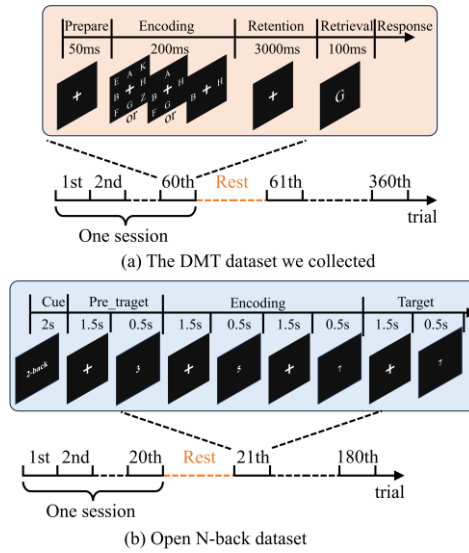 Prepare Encoding Retention Retrieval Response
50ms 200ms 3000ms 100ms
E A K
B H
F G Z
or
A
B H
F G
or
B H
G
1st 2nd 60th Rest 61th 360th
trial
One session
(a) The DMT dataset we collected
Cue Pre_traget Encoding Target
2s 1.5s 0.5s 1.5s 0.5s 1.5s 0.5s 1.5s 0.5s
2-back 3 5 7 7
1st 2nd 20th Rest 21th 180th
trial
One session
(b) Open N-back dataset